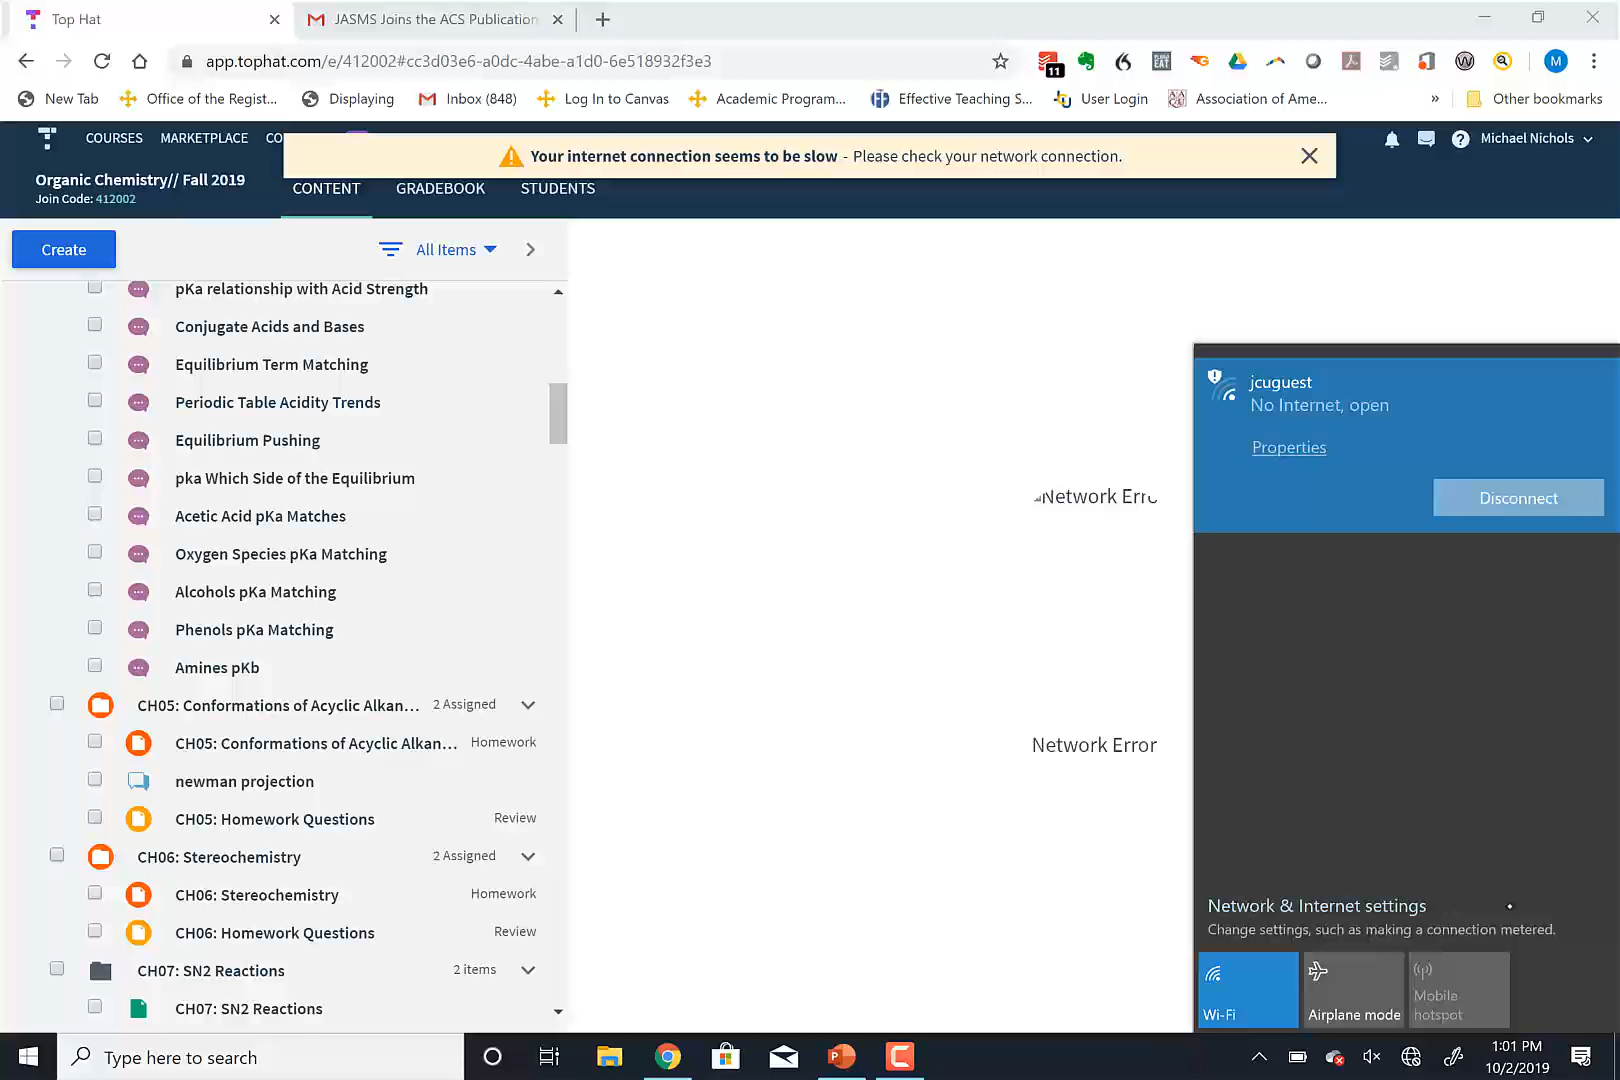 Top Hat
JASMS Joins the ACS Publication
app.tophat.com/e/412002#cc3d03e6-a0dc-4abe-a1d0-6e518932f3e3
11
EAT
M
New Tab
Office of the Regist...
Displaying
Inbox (848)
Log In to Canvas
Academic Program...
Effective Teaching S...
User Login
Association of Ame...
»
Other bookmarks
COURSES MARKETPLACE CO
Your internet connection seems to be slow - Please check your network connection.
Michael Nichols
Organic Chemistry// Fall 2019
Join Code: 412002
CONTENT GRADEBOOK STUDENTS
Create
All Items
pKa relationship with Acid Strength
Conjugate Acids and Bases
Equilibrium Term Matching
Periodic Table Acidity Trends
Equilibrium Pushing
pka Which Side of the Equilibrium
Acetic Acid pKa Matches
Oxygen Species pKa Matching
Alcohols pKa Matching
Phenols pKa Matching
Amines pKb
CH05: Conformations of Acyclic Alkan... 2 Assigned
CH05: Conformations of Acyclic Alkan... Homework
newman projection
CH05: Homework Questions Review
CH06: Stereochemistry 2 Assigned
CH06: Stereochemistry Homework
CH06: Homework Questions Review
CH07: SN2 Reactions 2 items
CH07: SN2 Reactions
Network Erro
Network Error
jcuguest
No Internet, open
Properties
Disconnect
Network & Internet settings
Change settings, such as making a connection metered.
Wi-Fi
Airplane mode
Mobile
hotspot
Type here to search
1:01 PM
10/2/2019